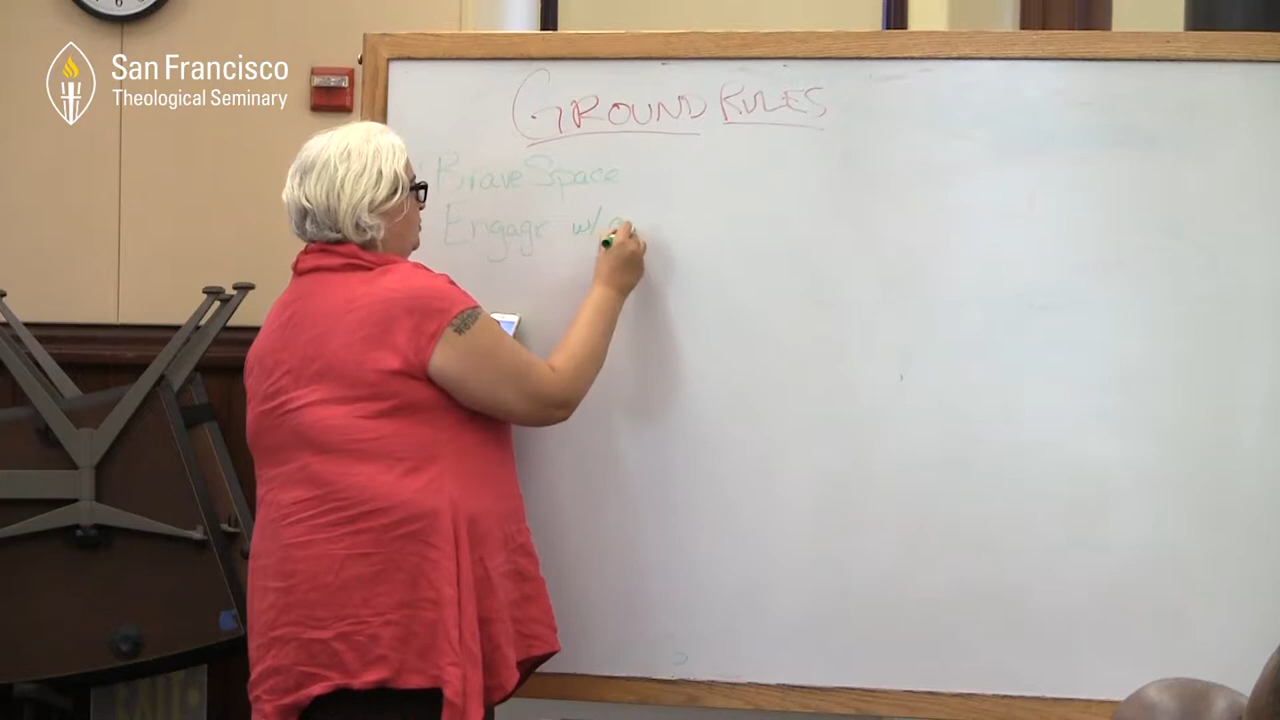 San Francisco
Theological Seminary
GROUND RULES
Brave Space
Engage w/